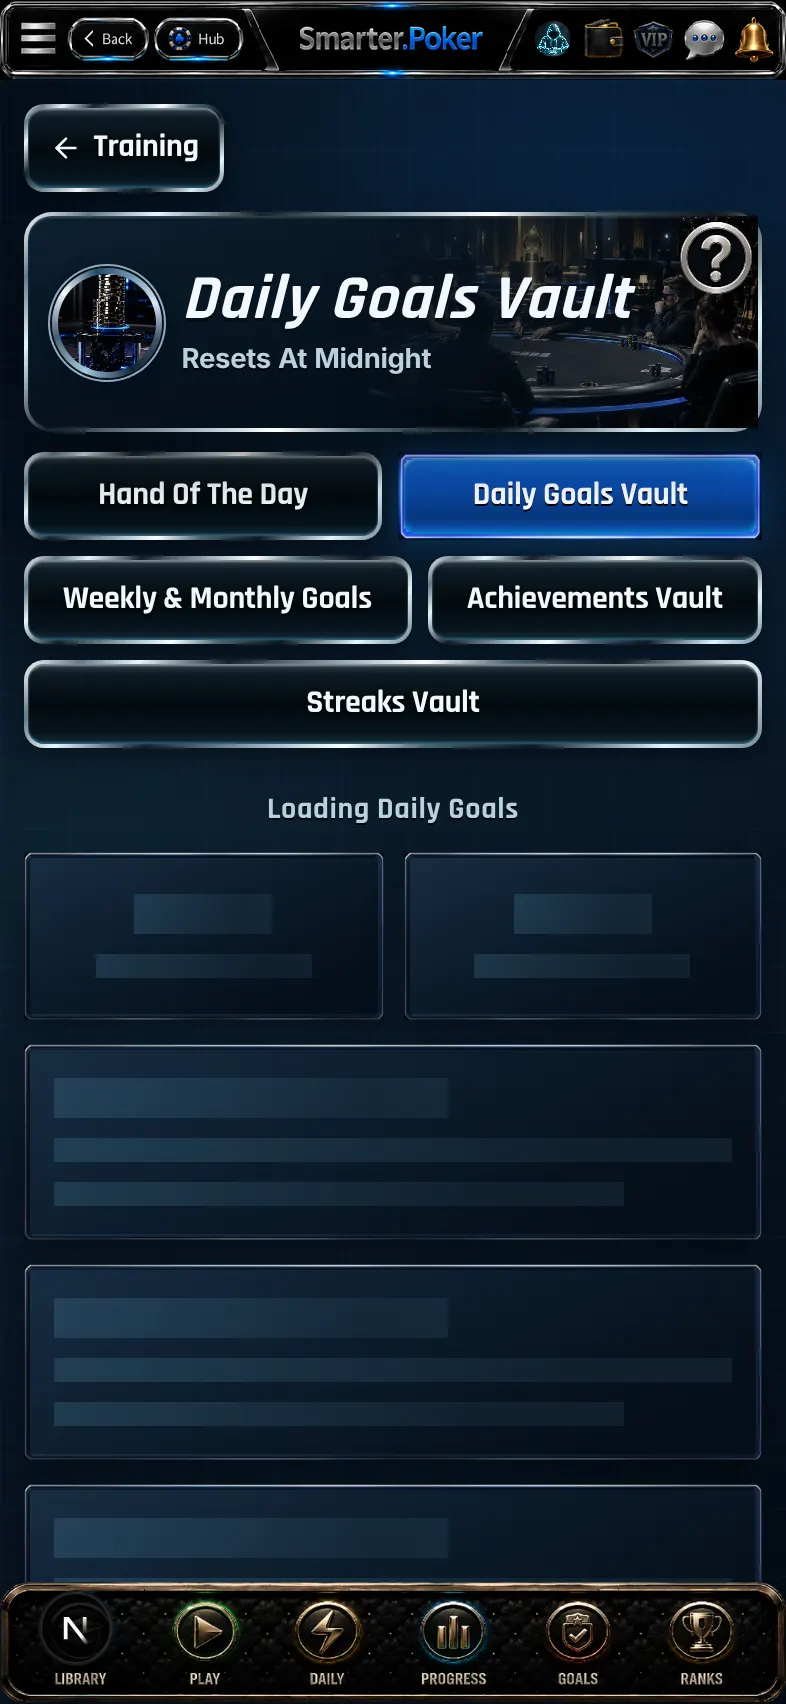 Back
Hub
Smarter.Poker
VIP
Training
Daily Goals Vault
Resets At Midnight
?
Hand Of The Day
Daily Goals Vault
Weekly & Monthly Goals
Achievements Vault
Streaks Vault
Loading Daily Goals
N
LIBRARY
PLAY
DAILY
PROGRESS
GOALS
RANKS